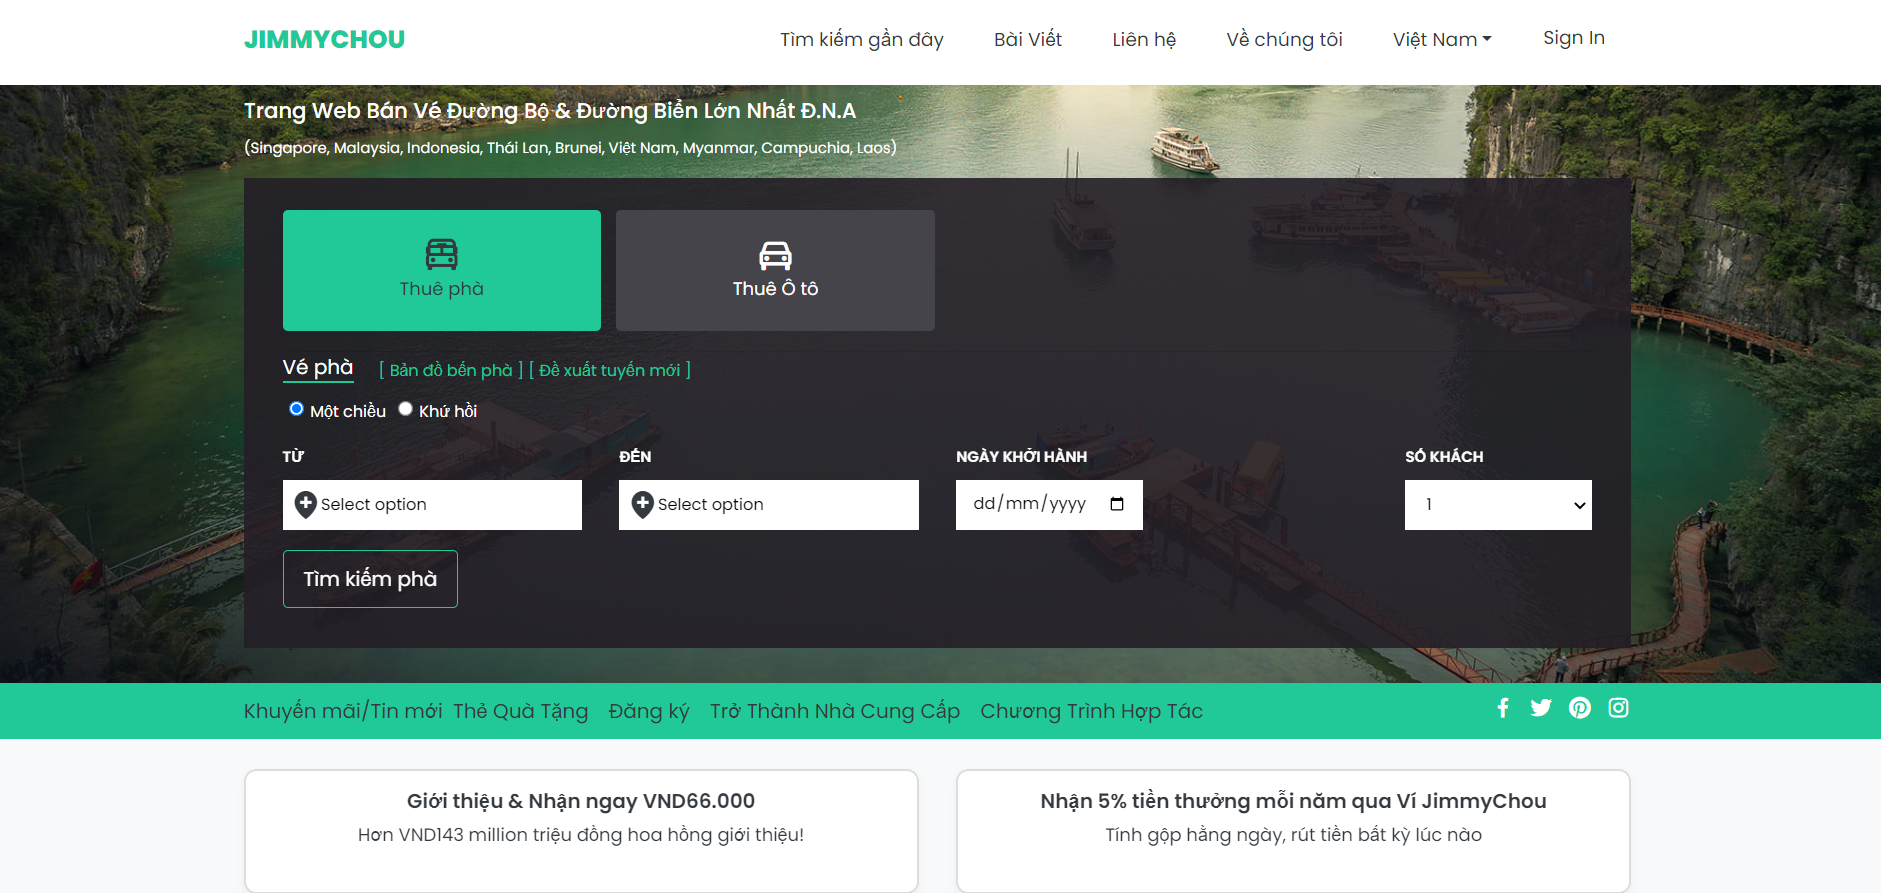 JIMMYCHOU
Tìm kiếm gần đây
Bài Viết
Liên hệ
Về chúng tôi
Việt Nam
Sign In
Trang Web Bán Vé Đường Bộ & Đường Biển Lớn Nhất Đ.N.A
(Singapore, Malaysia, Indonesia, Thái Lan, Brunei, Việt Nam, Myanmar, Campuchia, Laos)
Thuê phà
Thuê Ô tô
Vé phà [ Bản đồ bến phà ] [ Đề xuất tuyến mới ]
Một chiều
Khứ hồi
TỪ
ĐẾN
NGÀY KHỞI HÀNH
SỐ KHÁCH
Select option
Select option
dd/mm/yyyy
1
Tìm kiếm phà
Khuyến mãi/Tin mới
Thẻ Quà Tặng
Đăng ký
Trở Thành Nhà Cung Cấp
Chương Trình Hợp Tác
Giới thiệu & Nhận ngay VND66.000
Hơn VND143 million triệu đồng hoa hồng giới thiệu!
Nhận 5% tiền thưởng mỗi năm qua Ví JimmyChou
Tính gộp hằng ngày, rút tiền bất kỳ lúc nào